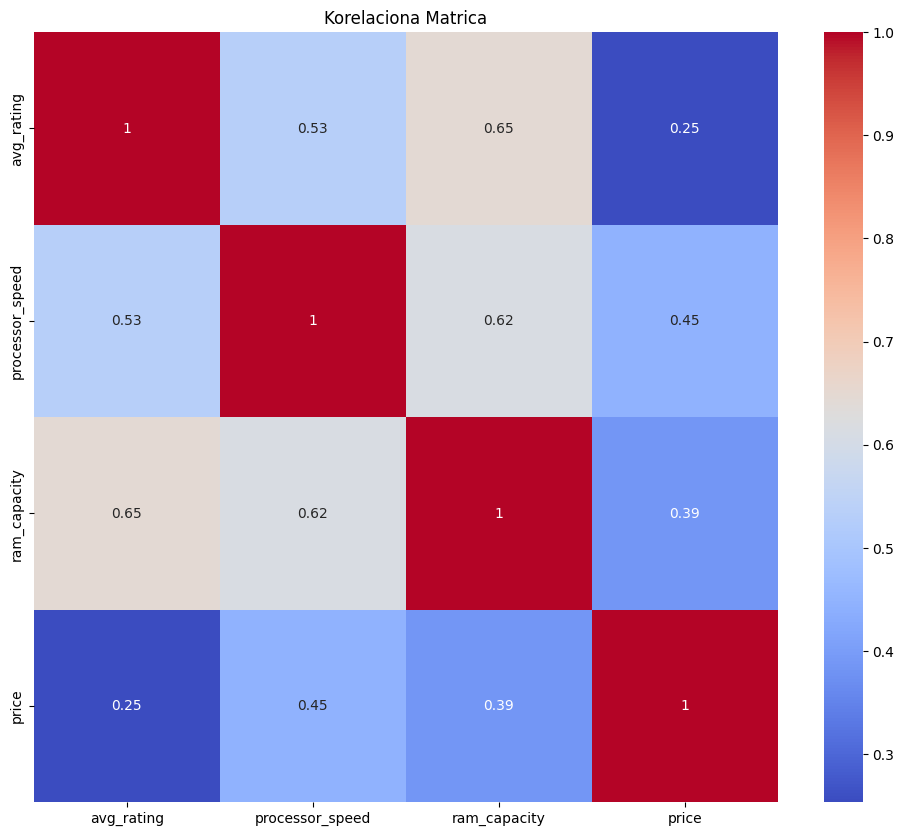 Korelaciona Matrica
avg_rating
1
0.53
0.65
0.25
processor_speed
0.53
1
0.62
0.45
ram_capacity
0.65
0.62
1
0.39
price
0.25
0.45
0.39
1
avg_rating
processor_speed
ram_capacity
price
1.0
0.9
0.8
0.7
0.6
0.5
0.4
0.3